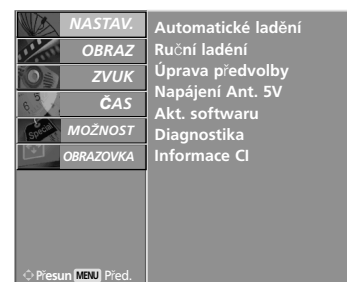 NASTAV.
OBRAZ
ZVUK
ČAS
MOŽNOST
OBRAZOVKA
Automatické ladění
Ruční ladéní
Úprava předvolby
Napájení Ant. 5V
Akt. softwaru
Diagnostika
Informace CI
Přesun MENU Před.